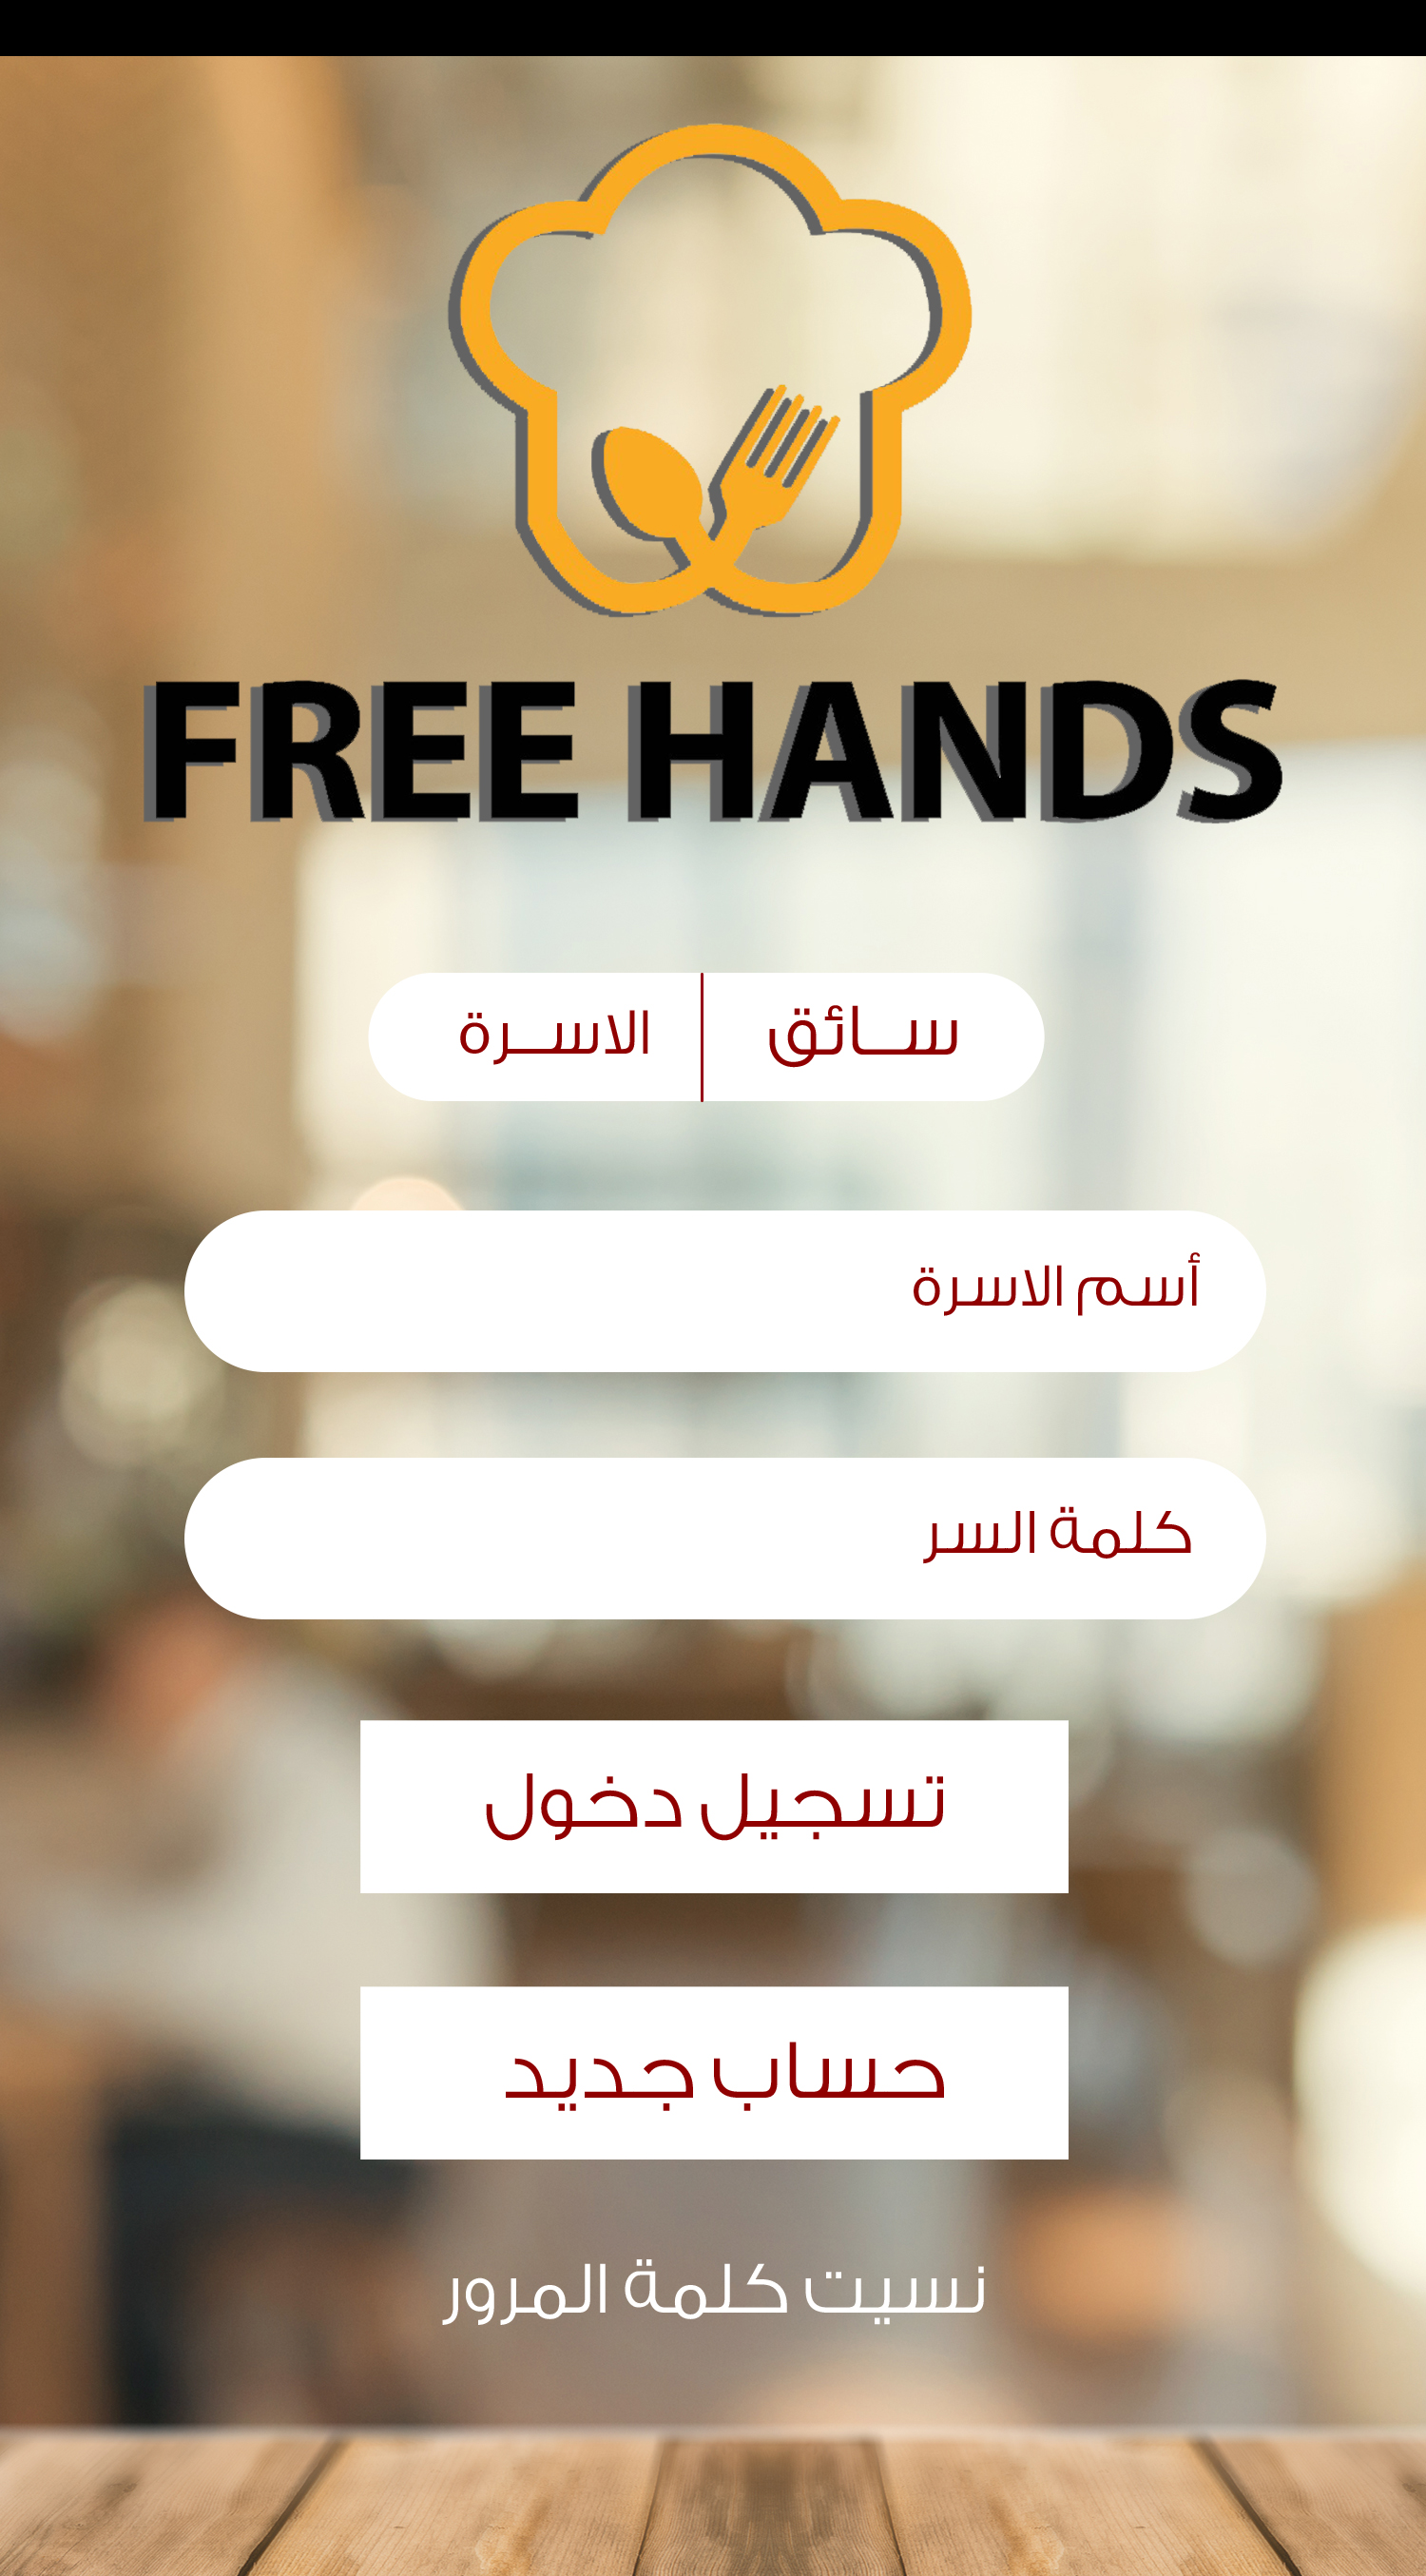 FREE HANDS
ســـائق الاســـرة
أسم الاسرة
كلمة السر
تسجيل دخول
حساب جديد
نسيت كلمة المرور